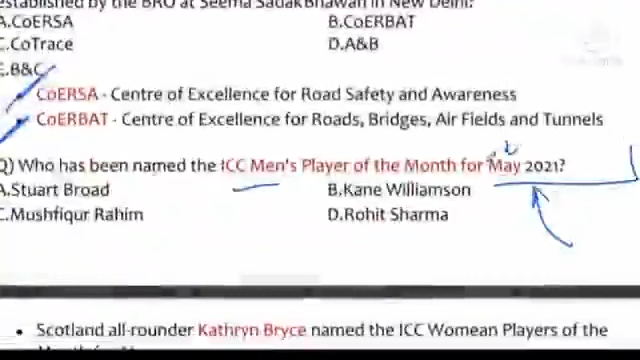 established by the BRO at Seema Sadak Bhawan in New Delhi?
A.CoERSA B.CoERBAT
C.CoTrace D.A&B
E.B&C
• CoERSA - Centre of Excellence for Road Safety and Awareness
• CoERBAT - Centre of Excellence for Roads, Bridges, Air Fields and Tunnels
Q) Who has been named the ICC Men's Player of the Month for May 2021?
A.Stuart Broad B.Kane Williamson
C.Mushfiqur Rahim D.Rohit Sharma
• Scotland all-rounder Kathryn Bryce named the ICC Womean Players of the